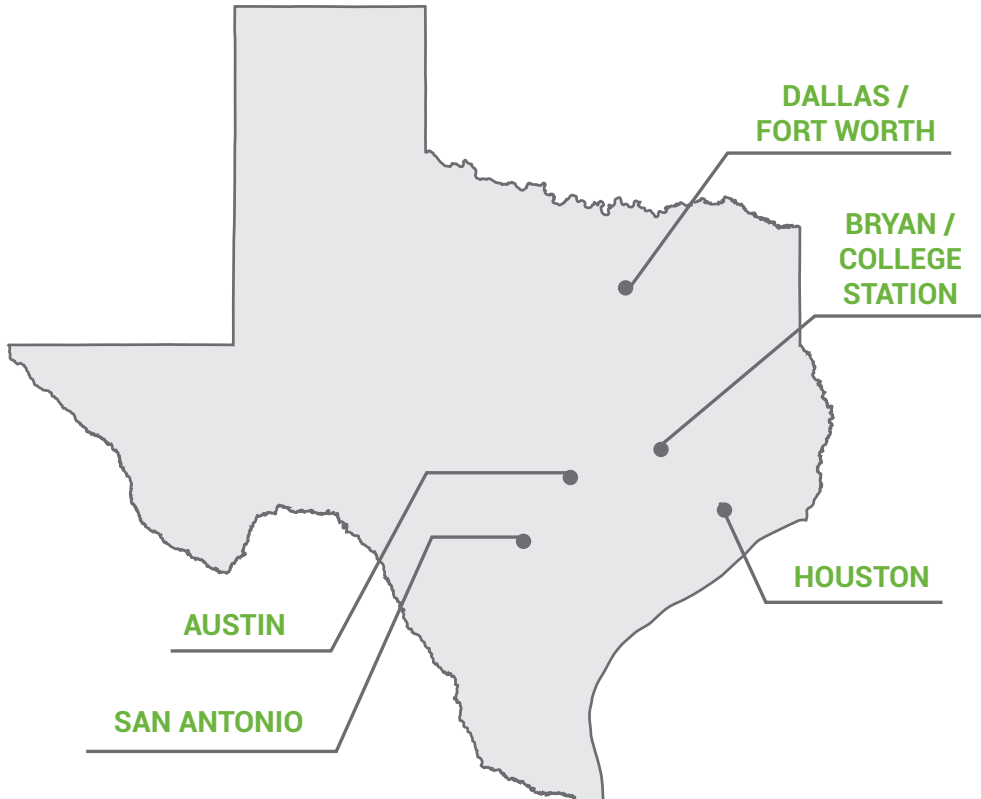 DALLAS /
FORT WORTH
BRYAN /
COLLEGE
STATION
HOUSTON
AUSTIN
SAN ANTONIO